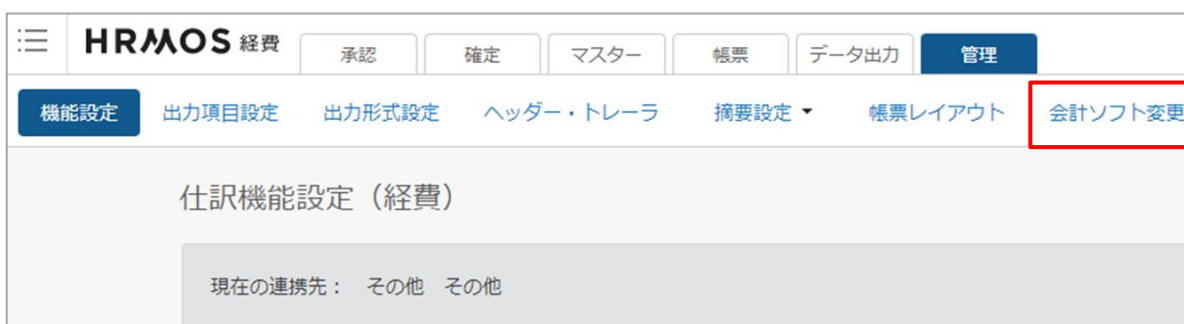 HRMOS 経費 承認 確定 マスター 帳票 データ出力 管理
機能設定 出力項目設定 出力形式設定 ヘッダー・トレーラ 摘要設定 帳票レイアウト 会計ソフト変更
仕訳機能設定（経費）
現在の連携先： その他 その他